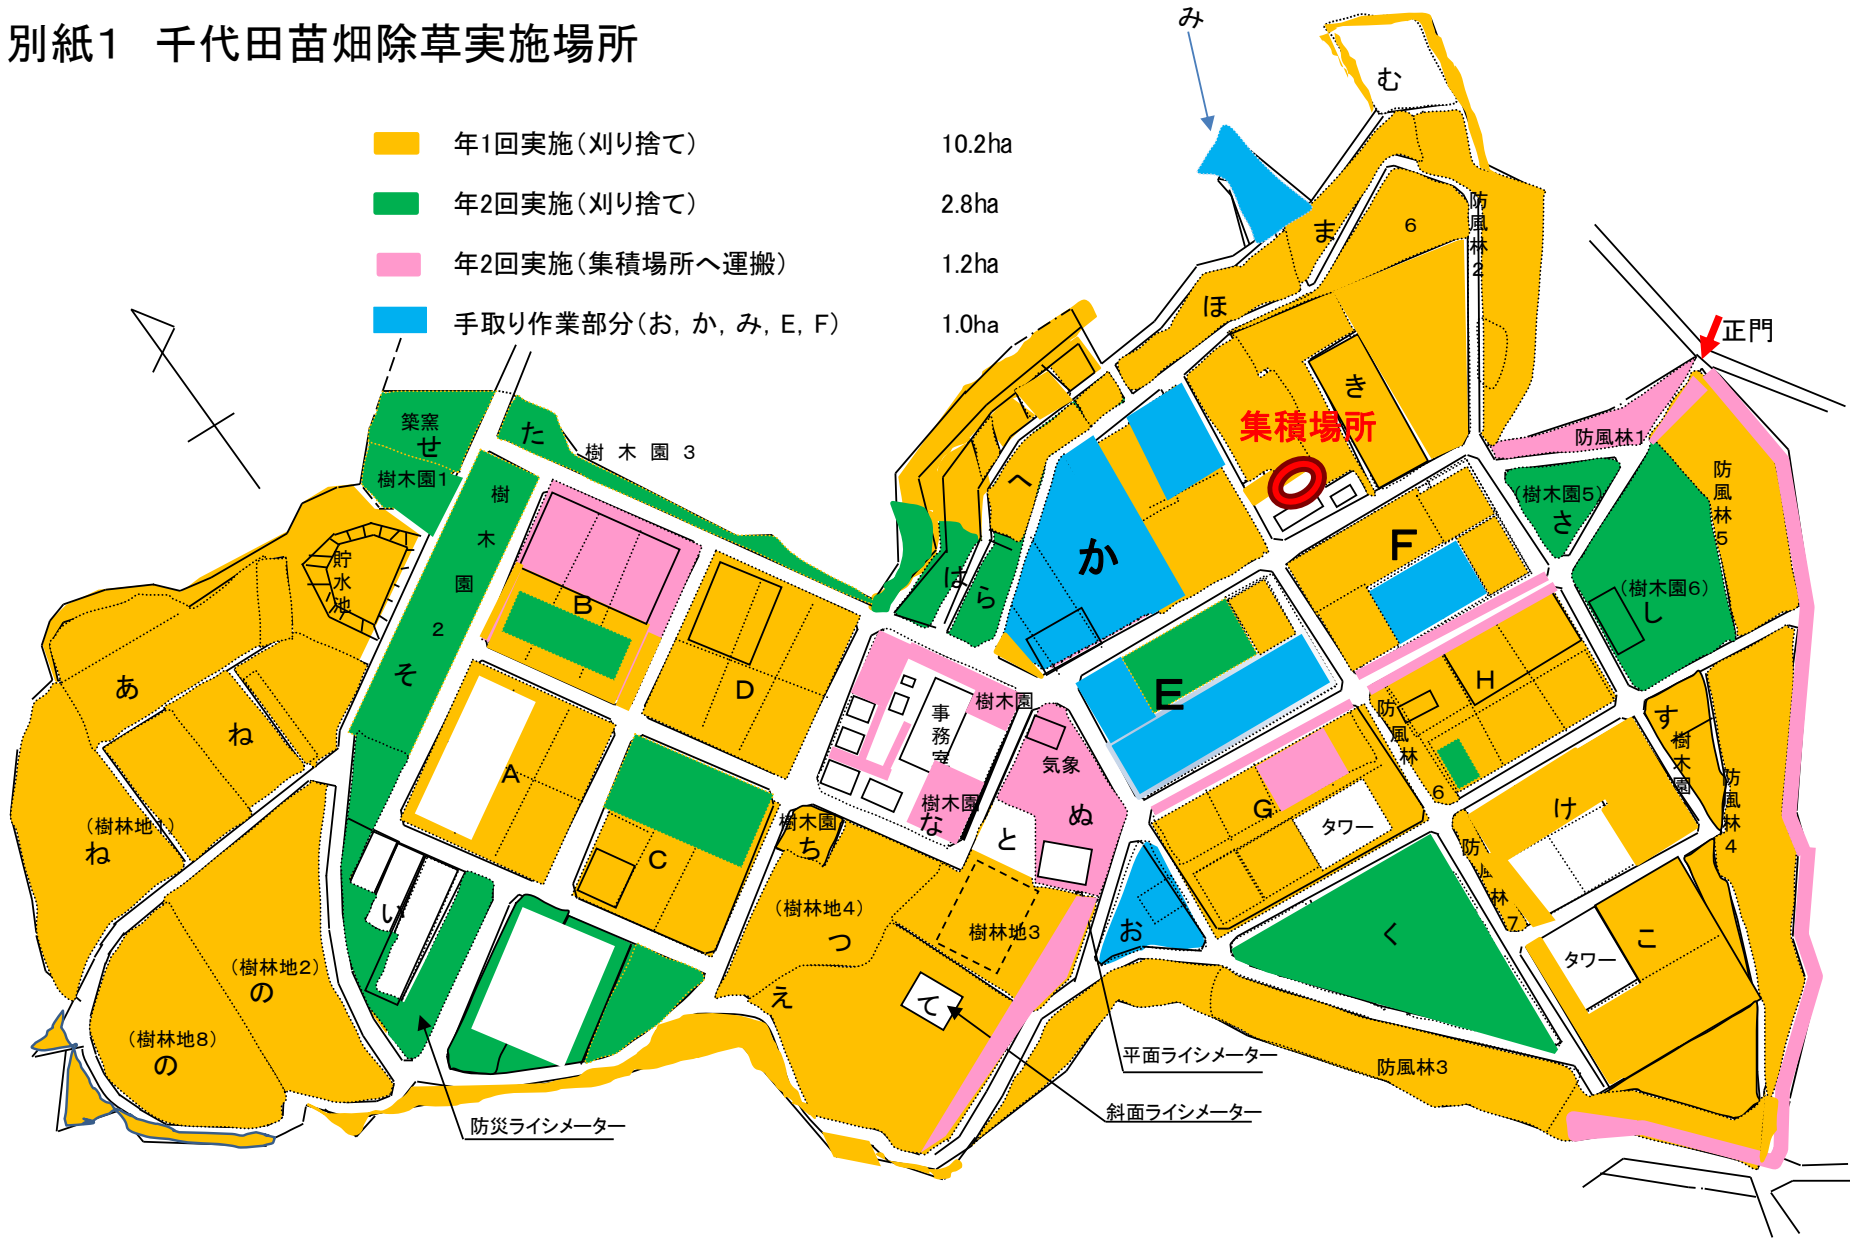 別紙1　千代田苗畑除草実施場所
年1回実施（刈り捨て）　10.2ha
年2回実施（刈り捨て）　2.8ha
年2回実施（集積場所へ運搬）　1.2ha
手取り作業部分（お，か，み，E，F）　1.0ha
み
む
ま
6
防風林2
ほ
正門
き
集積場所
防風林1
防風林5
築窯
せ
樹木園1
た
樹木園3
樹木園2
そ
へ
か
F
（樹木園5）
さ
（樹木園6）
し
貯水池
B
は
ら
E
H
D
樹木園
事務室
気象
ぬ
樹木園
な
と
あ
ね
A
C
樹木園
ち
G
タワー
防風林6
す
樹木園
防風林4
け
防風林7
（樹林地1）
ね
い
（樹林地4）
つ
樹林地3
お
く
こ
タワー
（樹林地2）
の
え
て
（樹林地8）
の
平面ライシメーター
防風林3
斜面ライシメーター
防災ライシメーター